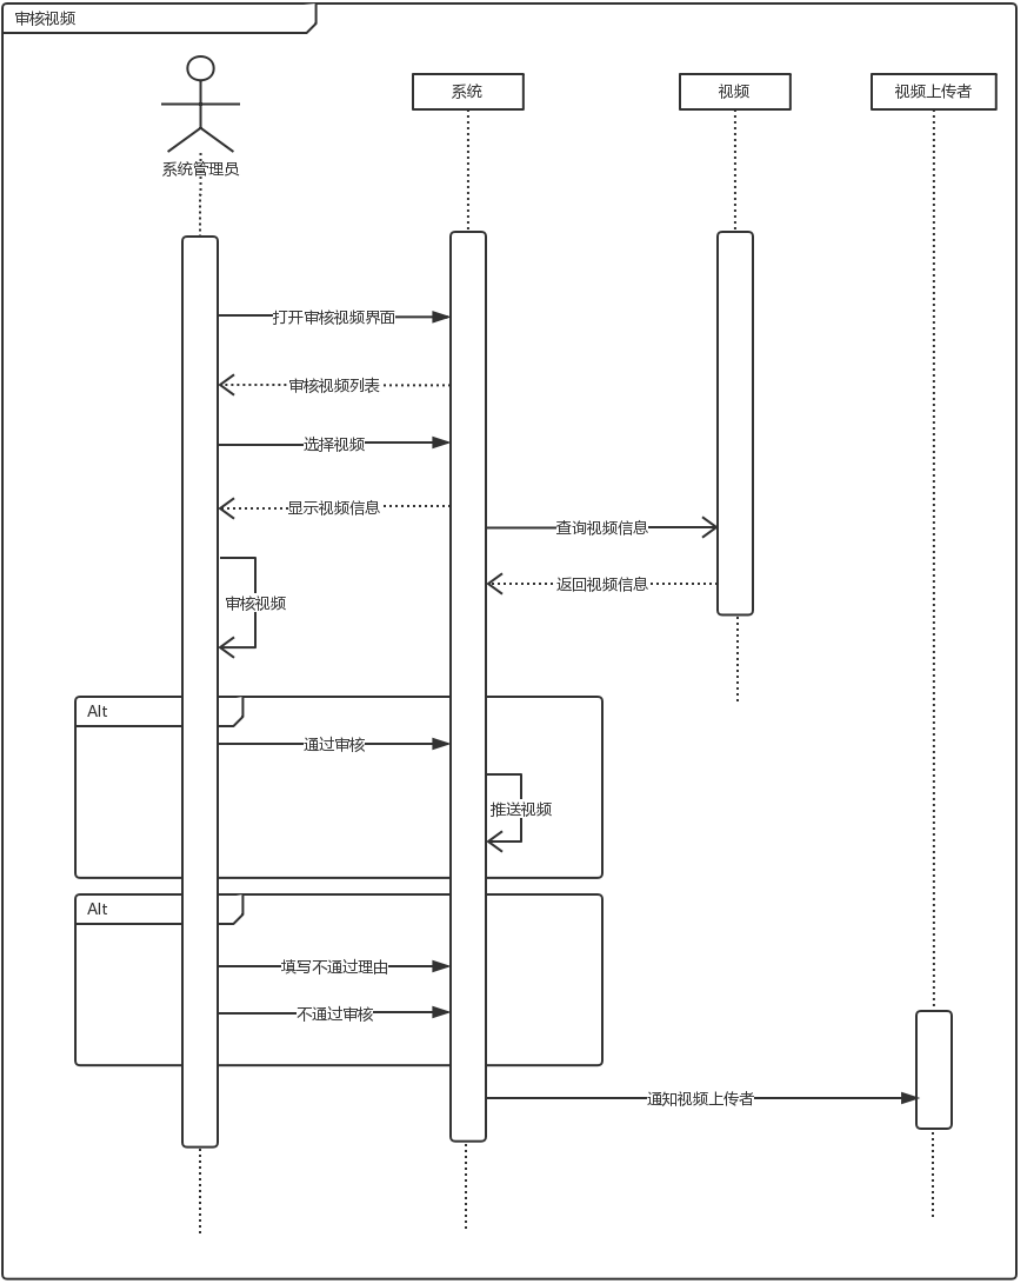 审核视频
系统
视频
视频上传者
系统管理员
打开审核视频界面
审核视频列表
选择视频
显示视频信息
查询视频信息
返回视频信息
审核视频
Alt
通过审核
推送视频
Alt
填写不通过理由
不通过审核
通知视频上传者